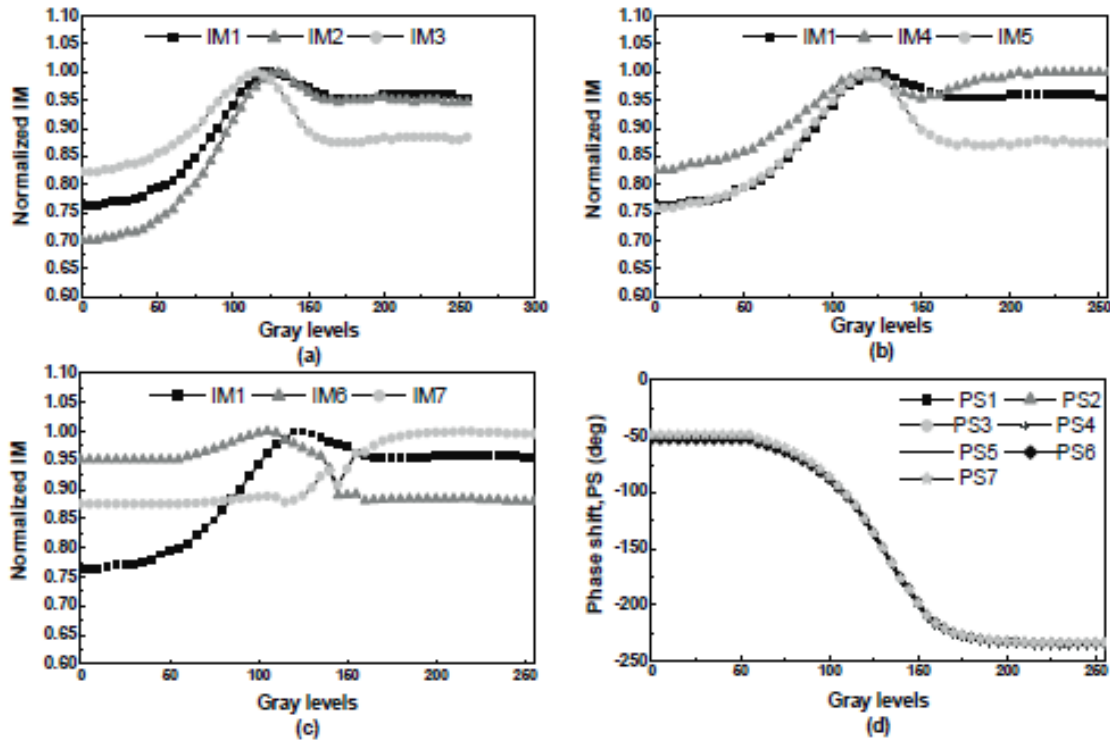 1.10
1.05
1.00
0.95
0.90
0.85
0.80
0.75
0.70
0.65
0.60
Normalized IM
IM1 IM2 IM3
0 50 100 150 200 250 300
Gray levels
(a)
1.10
1.05
1.00
0.95
0.90
0.85
0.80
0.75
0.70
0.65
0.60
Normalized IM
IM1 IM4 IM5
0 50 100 150 200 250
Gray levels
(b)
1.10
1.05
1.00
0.95
0.90
0.85
0.80
0.75
0.70
0.65
0.60
Normalized IM
IM1 IM6 IM7
0 50 100 150 200 250
Gray levels
(c)
0
-50
-100
-150
-200
-250
Phase shift,PS (deg)
PS1 PS2
PS3 PS4
PS5 PS6
PS7
0 50 100 150 200 250
Gray levels
(d)